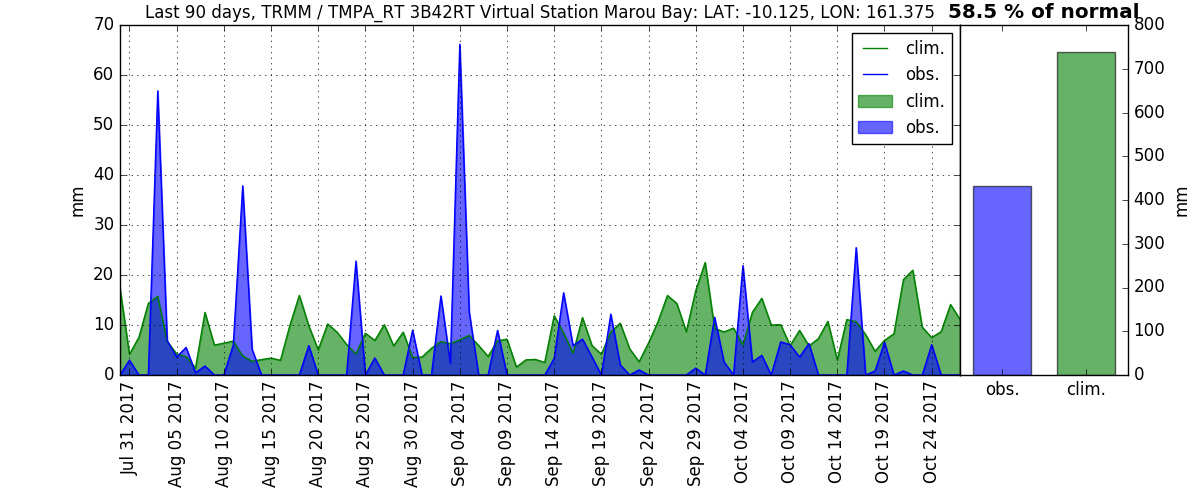 Last 90 days, TRMM / TMPA_RT 3B42RT Virtual Station Marou Bay: LAT: -10.125, LON: 161.375
58.5 % of normal
70
60
50
40
30
20
10
0
mm
clim.
obs.
clim.
obs.
Jul 31 2017
Aug 05 2017
Aug 10 2017
Aug 15 2017
Aug 20 2017
Aug 25 2017
Aug 30 2017
Sep 04 2017
Sep 09 2017
Sep 14 2017
Sep 19 2017
Sep 24 2017
Sep 29 2017
Oct 04 2017
Oct 09 2017
Oct 14 2017
Oct 19 2017
Oct 24 2017
800
700
600
500
400
300
200
100
0
mm
obs.
clim.